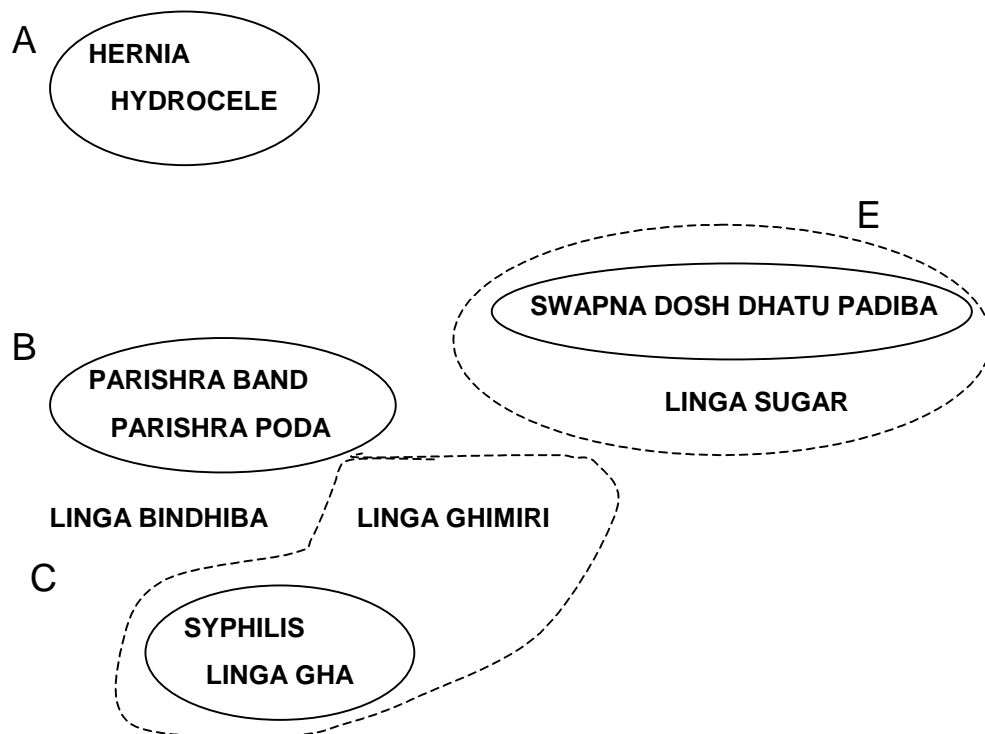 A
HERNIA
HYDROCELE
E
SWAPNA DOSH DHATU PADIBA
LINGA SUGAR
B
PARISHRA BAND
PARISHRA PODA
LINGA BINDHIBA
LINGA GHIMIRI
C
SYPHILIS
LINGA GHA